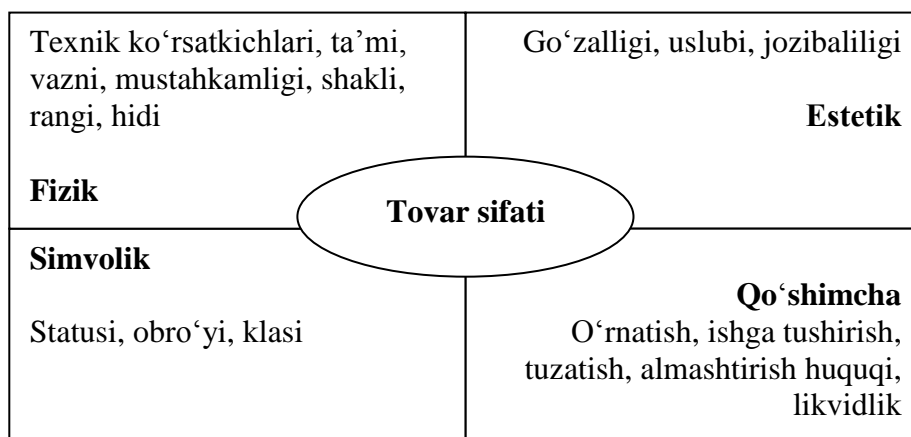 Texnik ko‘rsatkichlari, ta’mi,
vazni, mustahkamligi, shakli,
rangi, hidi
Fizik
Go‘zalligi, uslubi, jozibaliligi
Estetik
Tovar sifati
Simvolik
Statusi, obro‘yi, klasi
Qo‘shimcha
O‘rnatish, ishga tushirish,
tuzatish, almashtirish huquqi,
likvidlik